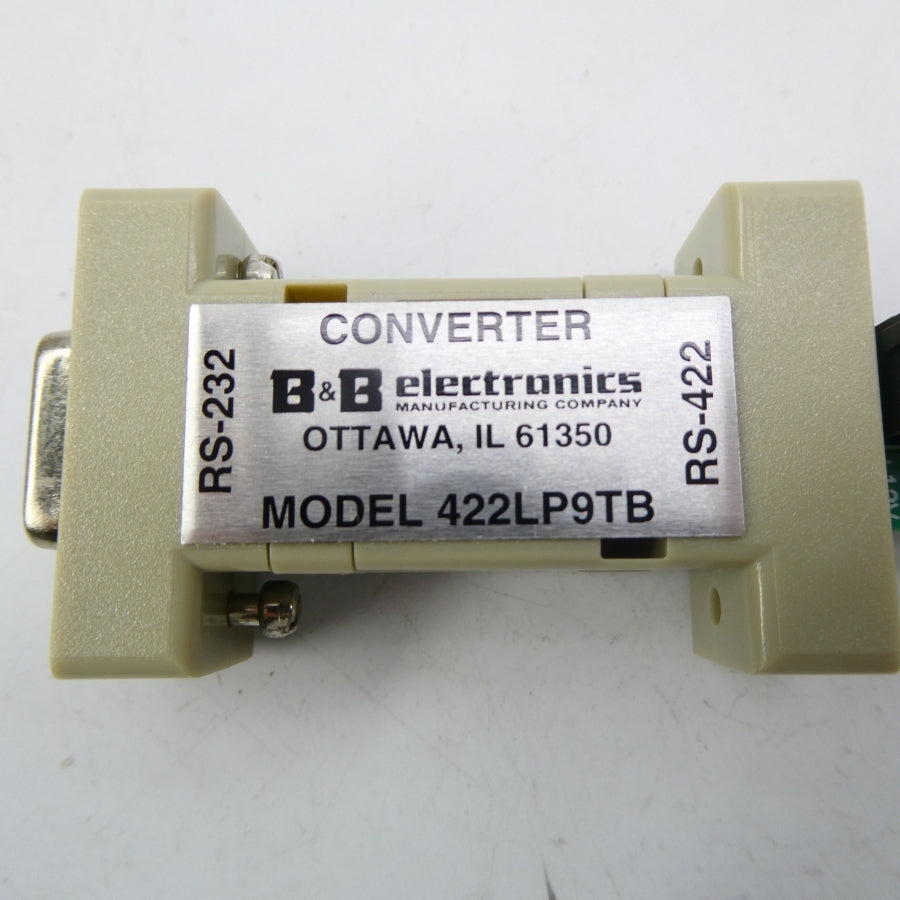 CONVERTER
RS-232
B&B electronics
MANUFACTURING COMPANY
OTTAWA, IL 61350
MODEL 422LP9TB
RS-422